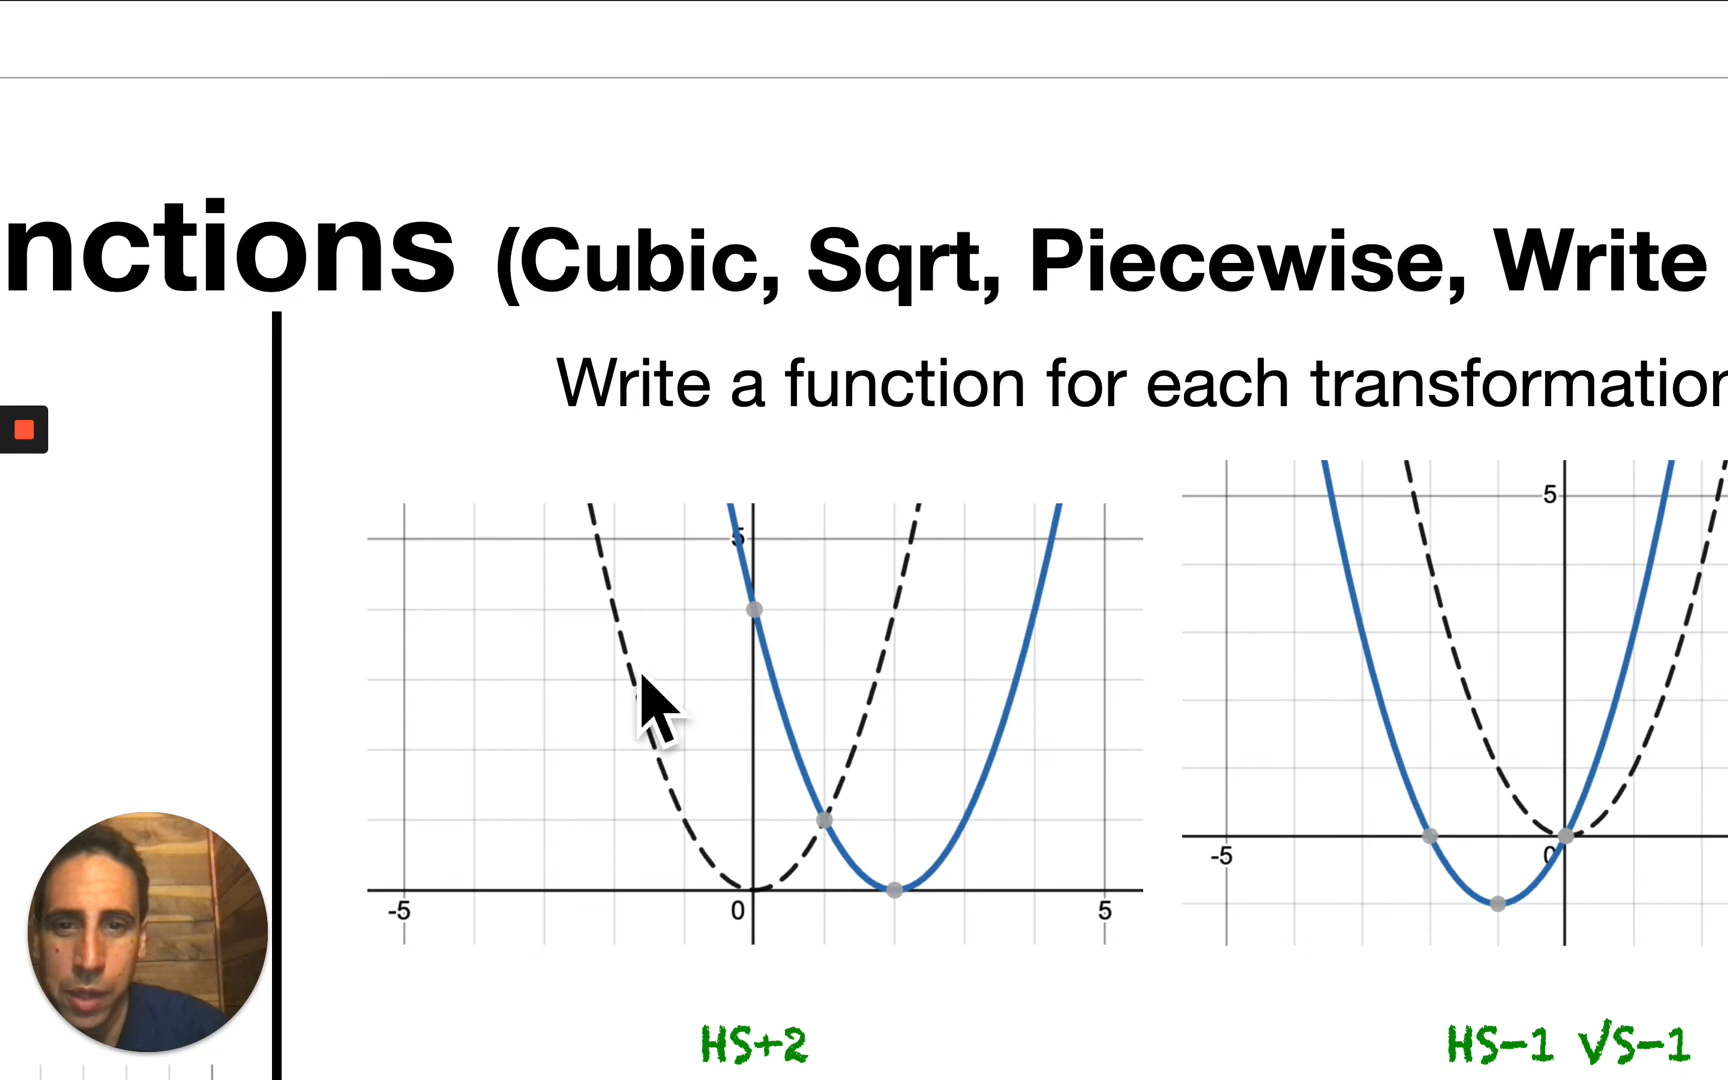 nctions (Cubic, Sqrt, Piecewise, Write
Write a function for each transformation
5
-5 0 5
5
-5 0
HS+2
HS-1 VS-1